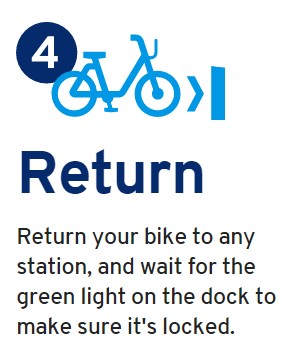 4
Return
Return your bike to any
station, and wait for the
green light on the dock to
make sure it's locked.